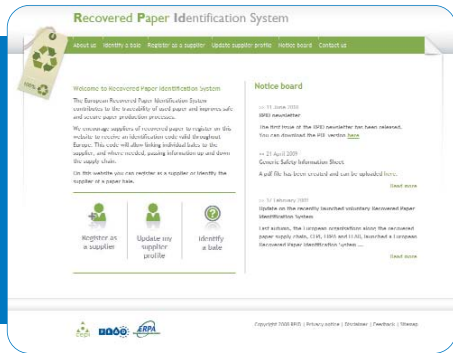 Recovered Paper Identification System
About us Identify a bale Register as a supplier Update supplier profile Notice board Contact us
100%
Welcome to Recovered Paper Identification System
The European Recovered Paper Identification System
contributes to the traceability of used paper and improves safe
and secure paper production processes.
We encourage suppliers of recovered paper to register on this
website to receive an identification code valid throughout
Europe. This code will allow linking individual bales to the
supplier, and where needed, passing information up and down
the supply chain.
On this website you can register as a supplier or identify the
supplier of a paper bale.
Register as
a supplier
Update my
supplier
profile
Identify
a bale
Notice board
June 2009
RPID newsletter
The first issue of the RPID newsletter has been released.
You can download the PDF version here.
>> 21 April 2009
Generic Safety Information Sheet
A pdf file has been created and can be uploaded here.
Read more
February 2009
Update on the recently launched voluntary Recovered Paper
Identification System
Last autumn, the European organisations along the recovered
paper supply chain, CEPI, ERPA and FEAD, launched a European
Recovered Paper Identification System ...
Read more
cepi
ERPA
Copyright 2008 RPID | Privacy notice | Disclaimer | Feedback | Sitemap